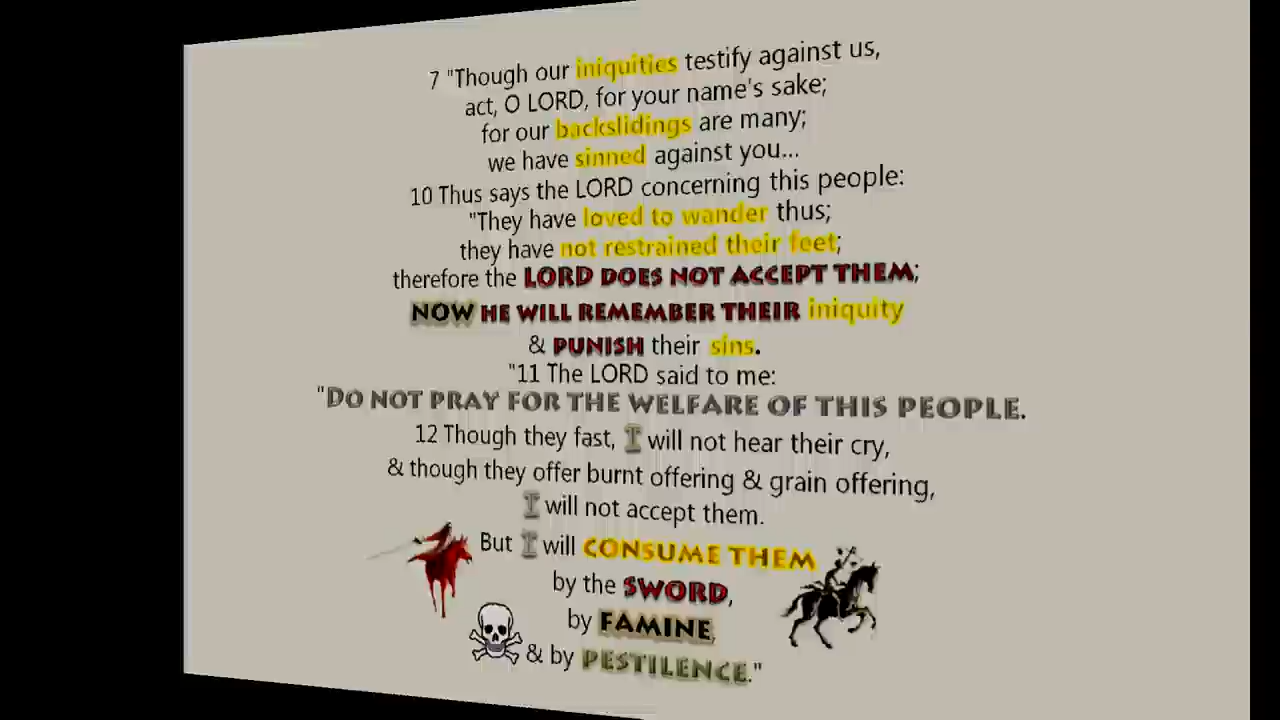 7 "Though our iniquities testify against us,
act, O LORD, for your name's sake;
for our backslidings are many;
we have sinned against you...
10 Thus says the LORD concerning this people:
"They have loved to wander thus;
they have not restrained their feet;
therefore the LORD DOES NOT ACCEPT THEM;
NOW HE WILL REMEMBER THEIR iniquity
& PUNISH their sins.
"11 The LORD said to me:
"DO NOT PRAY FOR THE WELFARE OF THIS PEOPLE.
12 Though they fast, I will not hear their cry,
& though they offer burnt offering & grain offering,
I will not accept them.
But I will CONSUME THEM
by the SWORD,
by FAMINE,
& by PESTILENCE."